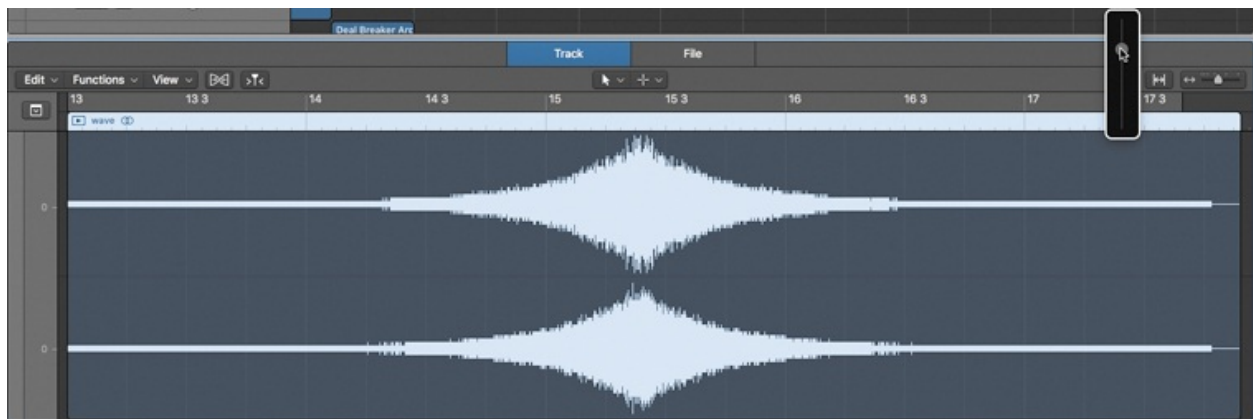 Deal Breaker Arc
Track File
Edit Functions View
13 13 3 14 14 3 15 15 3 16 16 3 17 17 3
wave
0
0